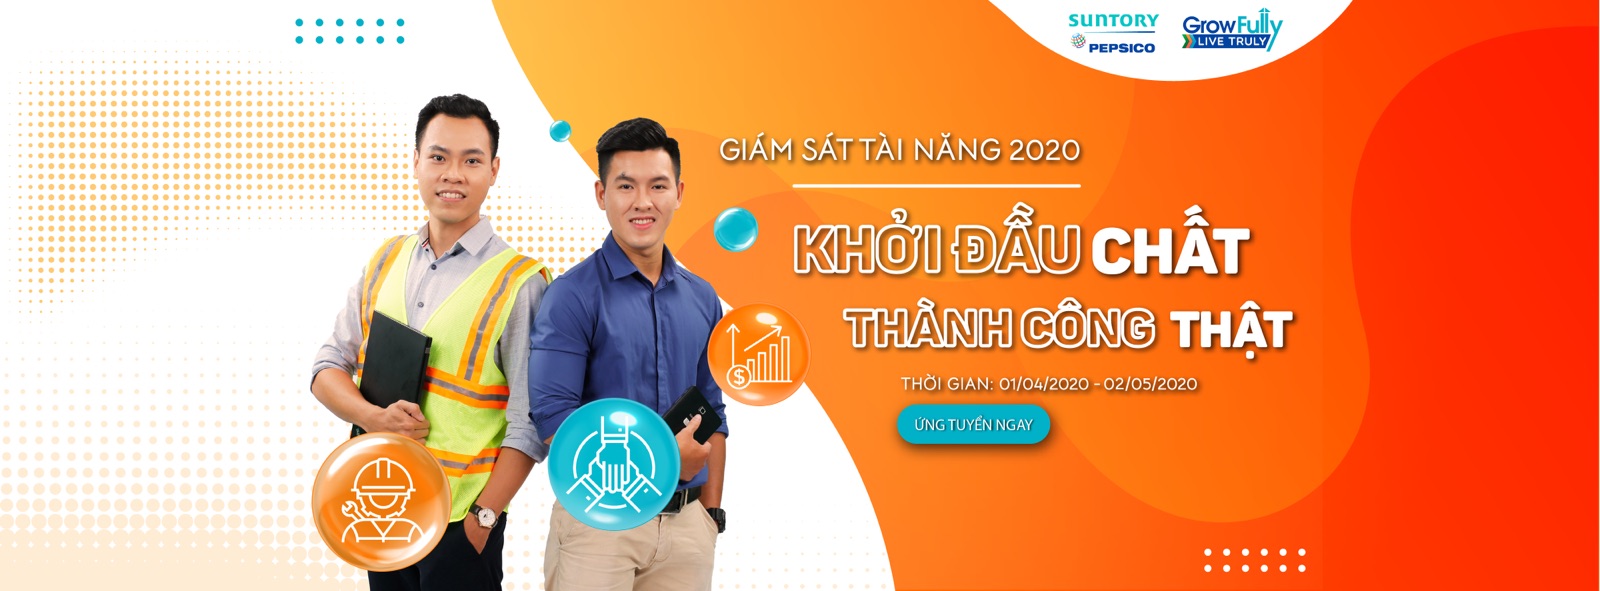 SUNTORY
PEPSICO
GrowFully
LIVE TRULY
GIÁM SÁT TÀI NĂNG 2020
KHỞI ĐẦU CHẤT
THÀNH CÔNG THẬT
THỜI GIAN: 01/04/2020 - 02/05/2020
ỨNG TUYỂN NGAY